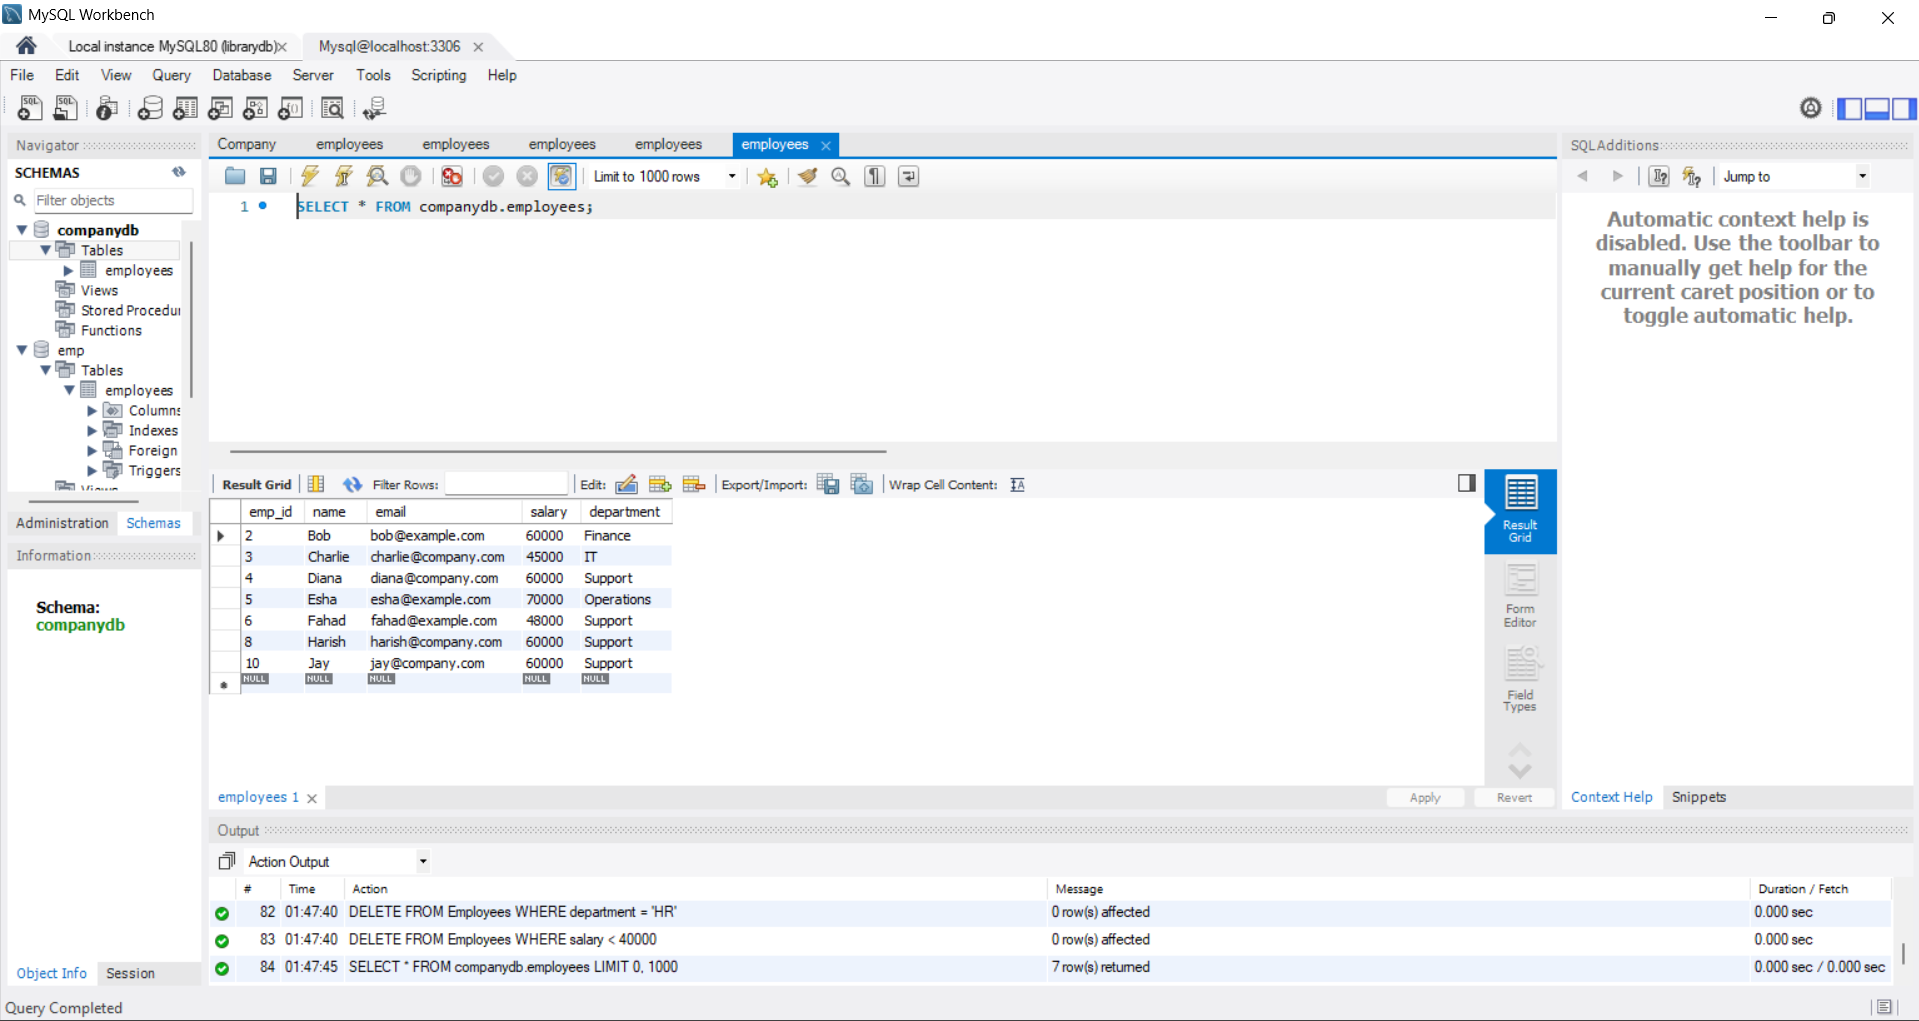 MySQL Workbench
Local instance MySQL80 (librarydb)
Mysql@localhost:3306
File Edit View Query Database Server Tools Scripting Help
Navigator
Company employees employees employees employees employees
SQLAdditions
SCHEMAS
Limit to 1000 rows
Jump to
Filter objects
1 SELECT * FROM companydb.employees;
companydb
Tables
employees
Views
Stored Procedur
Functions
emp
Tables
employees
Columns
Indexes
Foreign
Triggers
Views
Automatic context help is
disabled. Use the toolbar to
manually get help for the
current caret position or to
toggle automatic help.
Result Grid Filter Rows: Edit: Export/Import: Wrap Cell Content:
emp_id name email salary department
2 Bob bob@example.com 60000 Finance
3 Charlie charlie@company.com 45000 IT
4 Diana diana@company.com 60000 Support
5 Esha esha@example.com 70000 Operations
6 Fahad fahad@example.com 48000 Support
8 Harish harish@company.com 60000 Support
10 Jay jay@company.com 60000 Support
NULL NULL NULL NULL NULL
Result
Grid
Form
Editor
Field
Types
Administration Schemas
Information
Schema:
companydb
employees 1
Apply Revert
Context Help Snippets
Output
Action Output
# Time Action Message Duration / Fetch
82 01:47:40 DELETE FROM Employees WHERE department = 'HR' 0 row(s) affected 0.000 sec
83 01:47:40 DELETE FROM Employees WHERE salary < 40000 0 row(s) affected 0.000 sec
84 01:47:45 SELECT * FROM companydb.employees LIMIT 0, 1000 7 row(s) returned 0.000 sec / 0.000 sec
Object Info Session
Query Completed